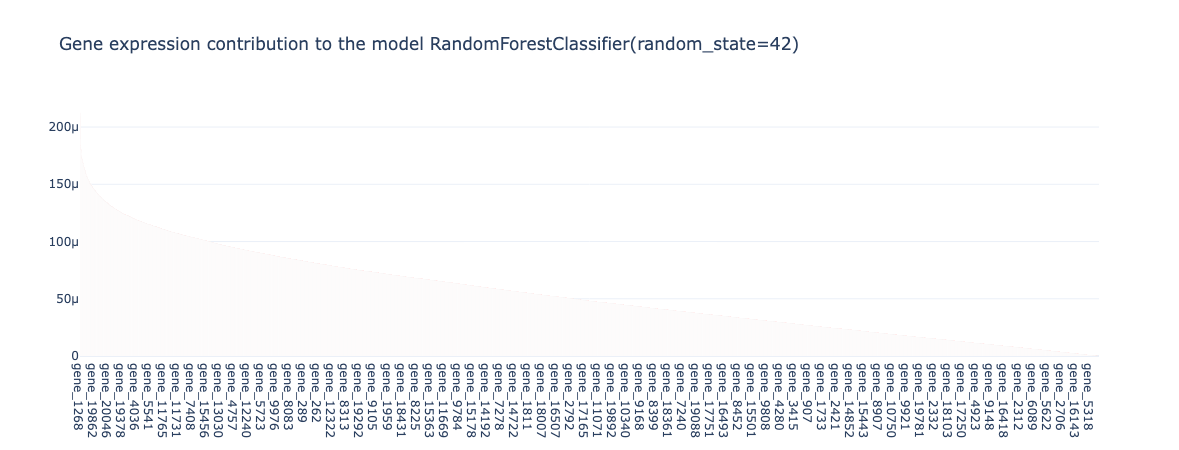 Gene expression contribution to the model RandomForestClassifier(random_state=42)
200μ
150μ
100μ
50μ
0
gene_1268
gene_19862
gene_20046
gene_19378
gene_4036
gene_5541
gene_11765
gene_11731
gene_7408
gene_15456
gene_13030
gene_4757
gene_12240
gene_5723
gene_9976
gene_8083
gene_289
gene_262
gene_12322
gene_8313
gene_19292
gene_9105
gene_1959
gene_18431
gene_8225
gene_15363
gene_11669
gene_9784
gene_15178
gene_14192
gene_7278
gene_14722
gene_1811
gene_18007
gene_16507
gene_2792
gene_17165
gene_11071
gene_19892
gene_10340
gene_9168
gene_8399
gene_18361
gene_7240
gene_19088
gene_17751
gene_16493
gene_8452
gene_15501
gene_9808
gene_4280
gene_3415
gene_907
gene_1733
gene_2421
gene_14852
gene_15443
gene_8907
gene_10750
gene_9921
gene_19781
gene_2332
gene_18103
gene_17250
gene_4923
gene_9148
gene_16418
gene_2312
gene_6089
gene_5622
gene_2706
gene_16143
gene_5318